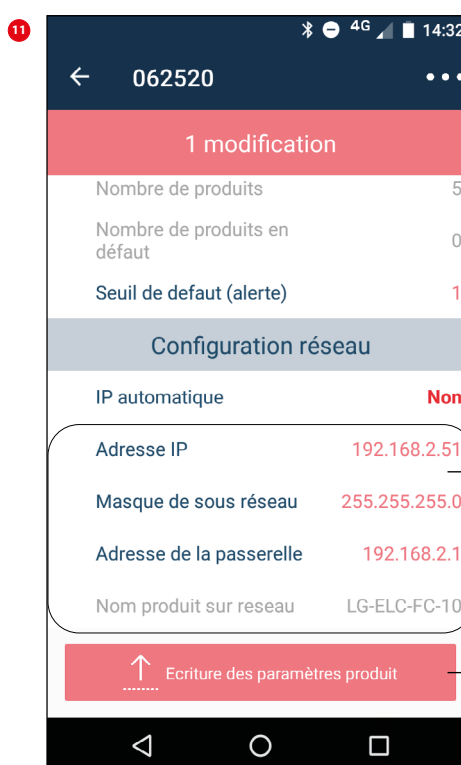 11
4G 14:32
062520
1 modification
Nombre de produits 5
Nombre de produits en
défaut 0
Seuil de defaut (alerte) 1
Configuration réseau
IP automatique Non
Adresse IP 192.168.2.51
Masque de sous réseau 255.255.255.0
Adresse de la passerelle 192.168.2.1
Nom produit sur reseau LG-ELC-FC-10
Ecriture des paramètres produit